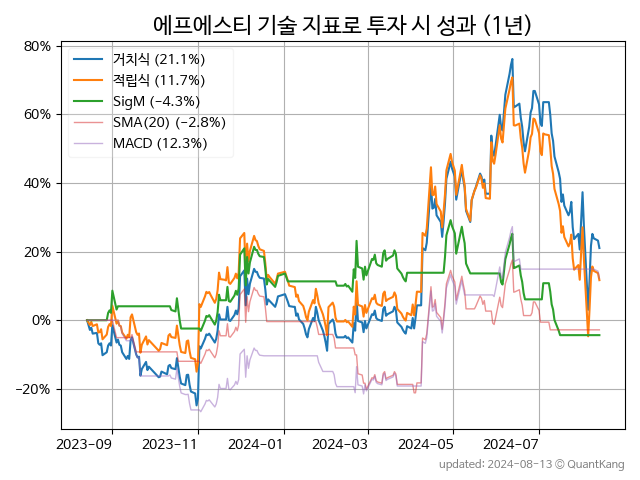 에프에스티 기술 지표로 투자 시 성과 (1년)
80%
60%
40%
20%
0%
−20%
거치식 (21.1%)
적립식 (11.7%)
SigM (−4.3%)
SMA(20) (−2.8%)
MACD (12.3%)
2023-09
2023-11
2024-01
2024-03
2024-05
2024-07
updated: 2024-08-13 © QuantKang